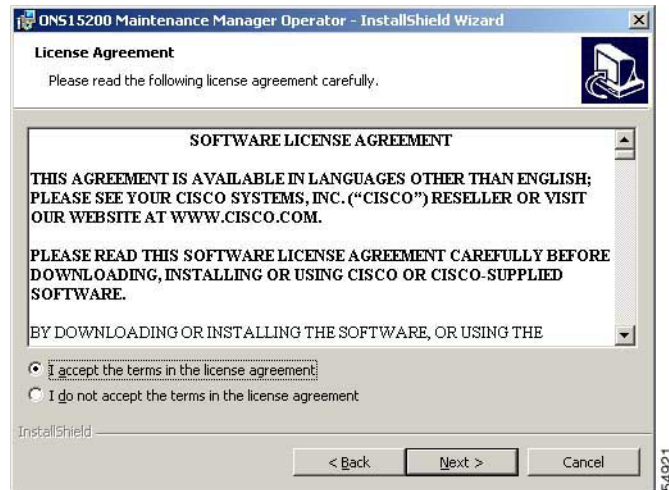 ONS15200 Maintenance Manager Operator - InstallShield Wizard
License Agreement
Please read the following license agreement carefully.
SOFTWARE LICENSE AGREEMENT
THIS AGREEMENT IS AVAILABLE IN LANGUAGES OTHER THAN ENGLISH;
PLEASE SEE YOUR CISCO SYSTEMS, INC. (“CISCO”) RESELLER OR VISIT
OUR WEBSITE AT WWW.CISCO.COM.
PLEASE READ THIS SOFTWARE LICENSE AGREEMENT CAREFULLY BEFORE
DOWNLOADING, INSTALLING OR USING CISCO OR CISCO-SUPPLIED
SOFTWARE.
BY DOWNLOADING OR INSTALLING THE SOFTWARE, OR USING THE
I accept the terms in the license agreement
I do not accept the terms in the license agreement
InstallShield
< Back Next > Cancel
54921